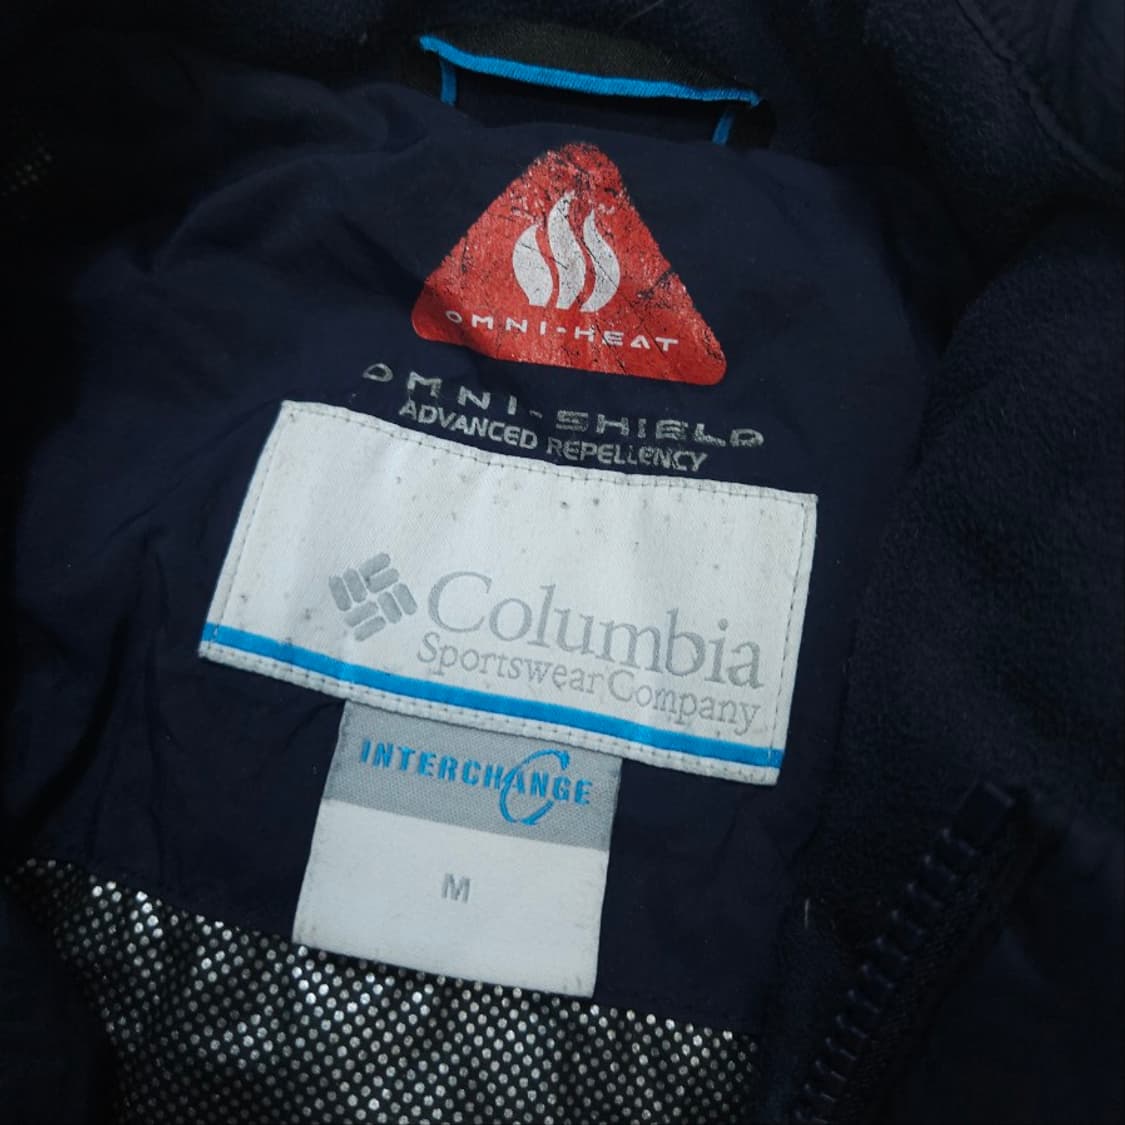 OMNI-HEAT
OMNI-SHIELD
ADVANCED REPELLENCY
Columbia
Sportswear Company
INTERCHANGE
M